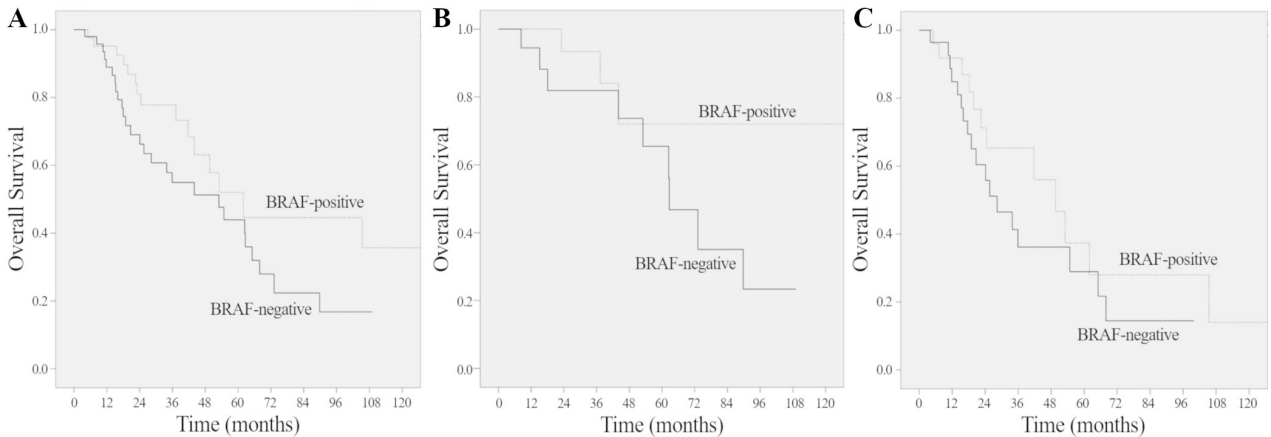 A
Overall Survival
1.0
0.8
0.6
0.4
0.2
0.0
BRAF-positive
BRAF-negative
0 12 24 36 48 60 72 84 96 108 120
Time (months)
B
Overall Survival
1.0
0.8
0.6
0.4
0.2
0.0
BRAF-positive
BRAF-negative
0 12 24 36 48 60 72 84 96 108 120
Time (months)
C
Overall Survival
1.0
0.8
0.6
0.4
0.2
0.0
BRAF-positive
BRAF-negative
0 12 24 36 48 60 72 84 96 108 120
Time (months)